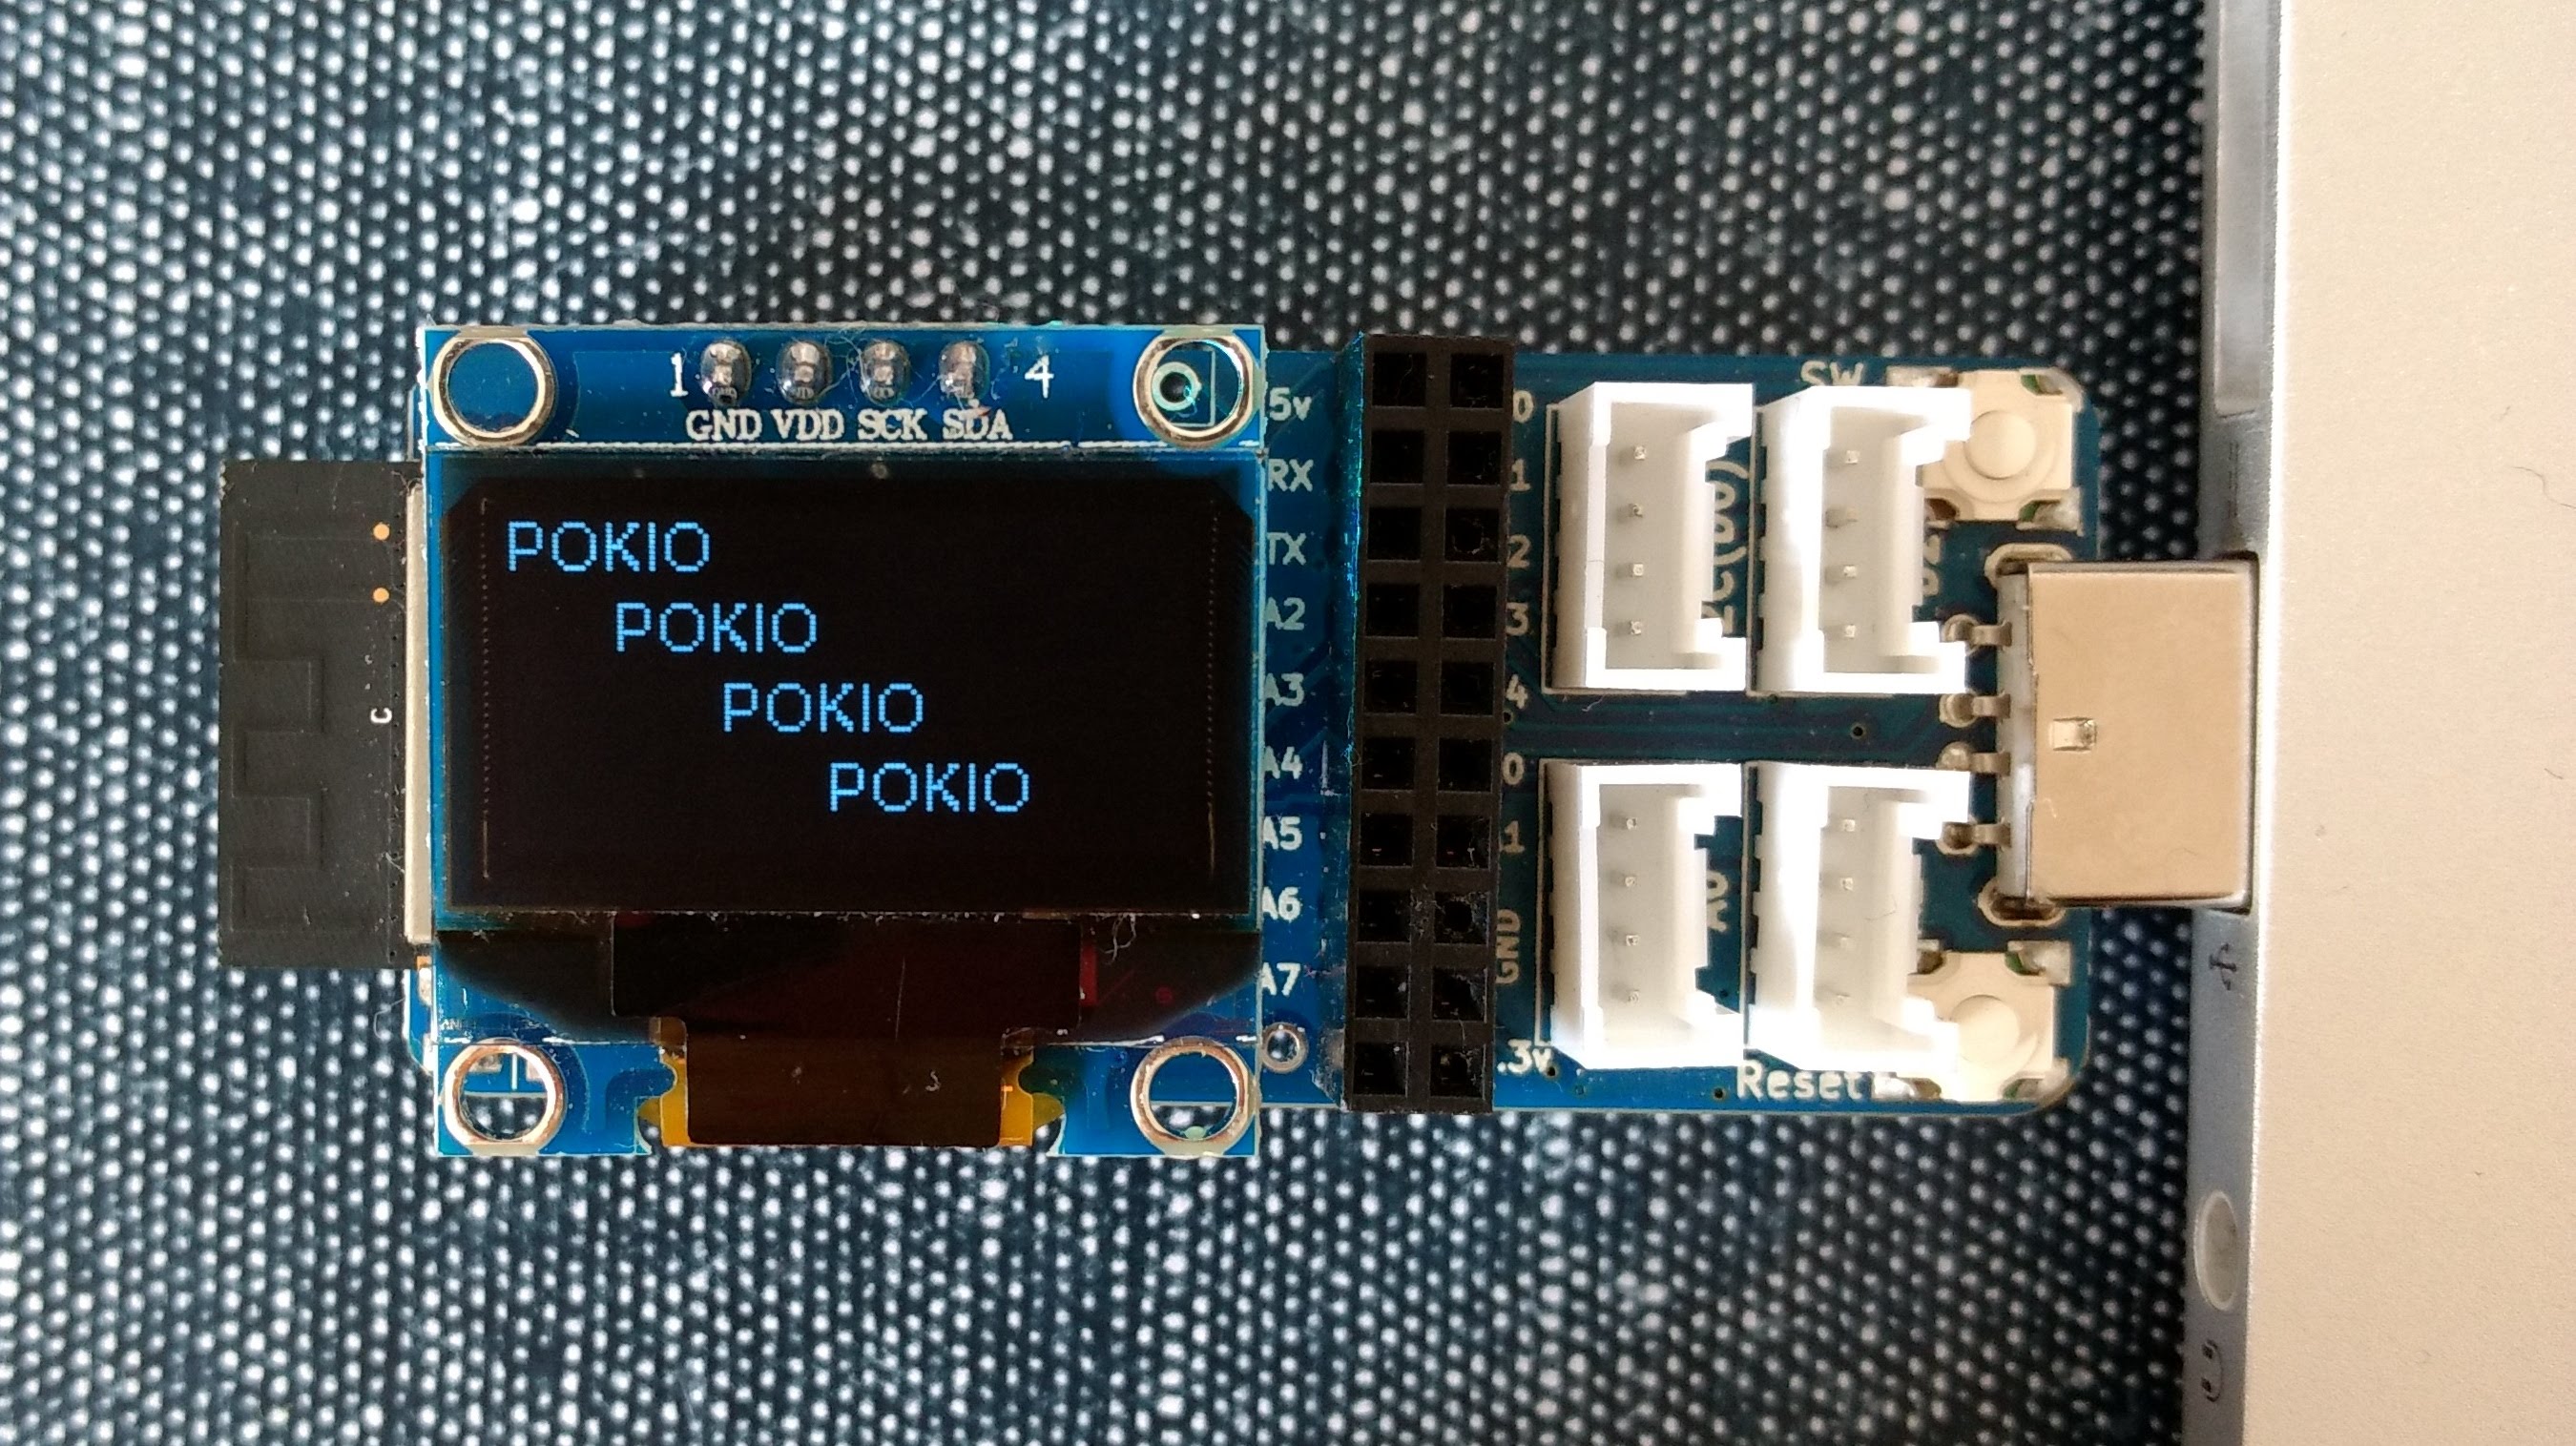 1 4
GND VDD SCK SDA
POKIO
POKIO
POKIO
POKIO
5v
RX
TX
A2
A3
A4
A5
A6
A7
0
1
2
3
4
0
1
GND
.3v
SW
A0
Reset
C